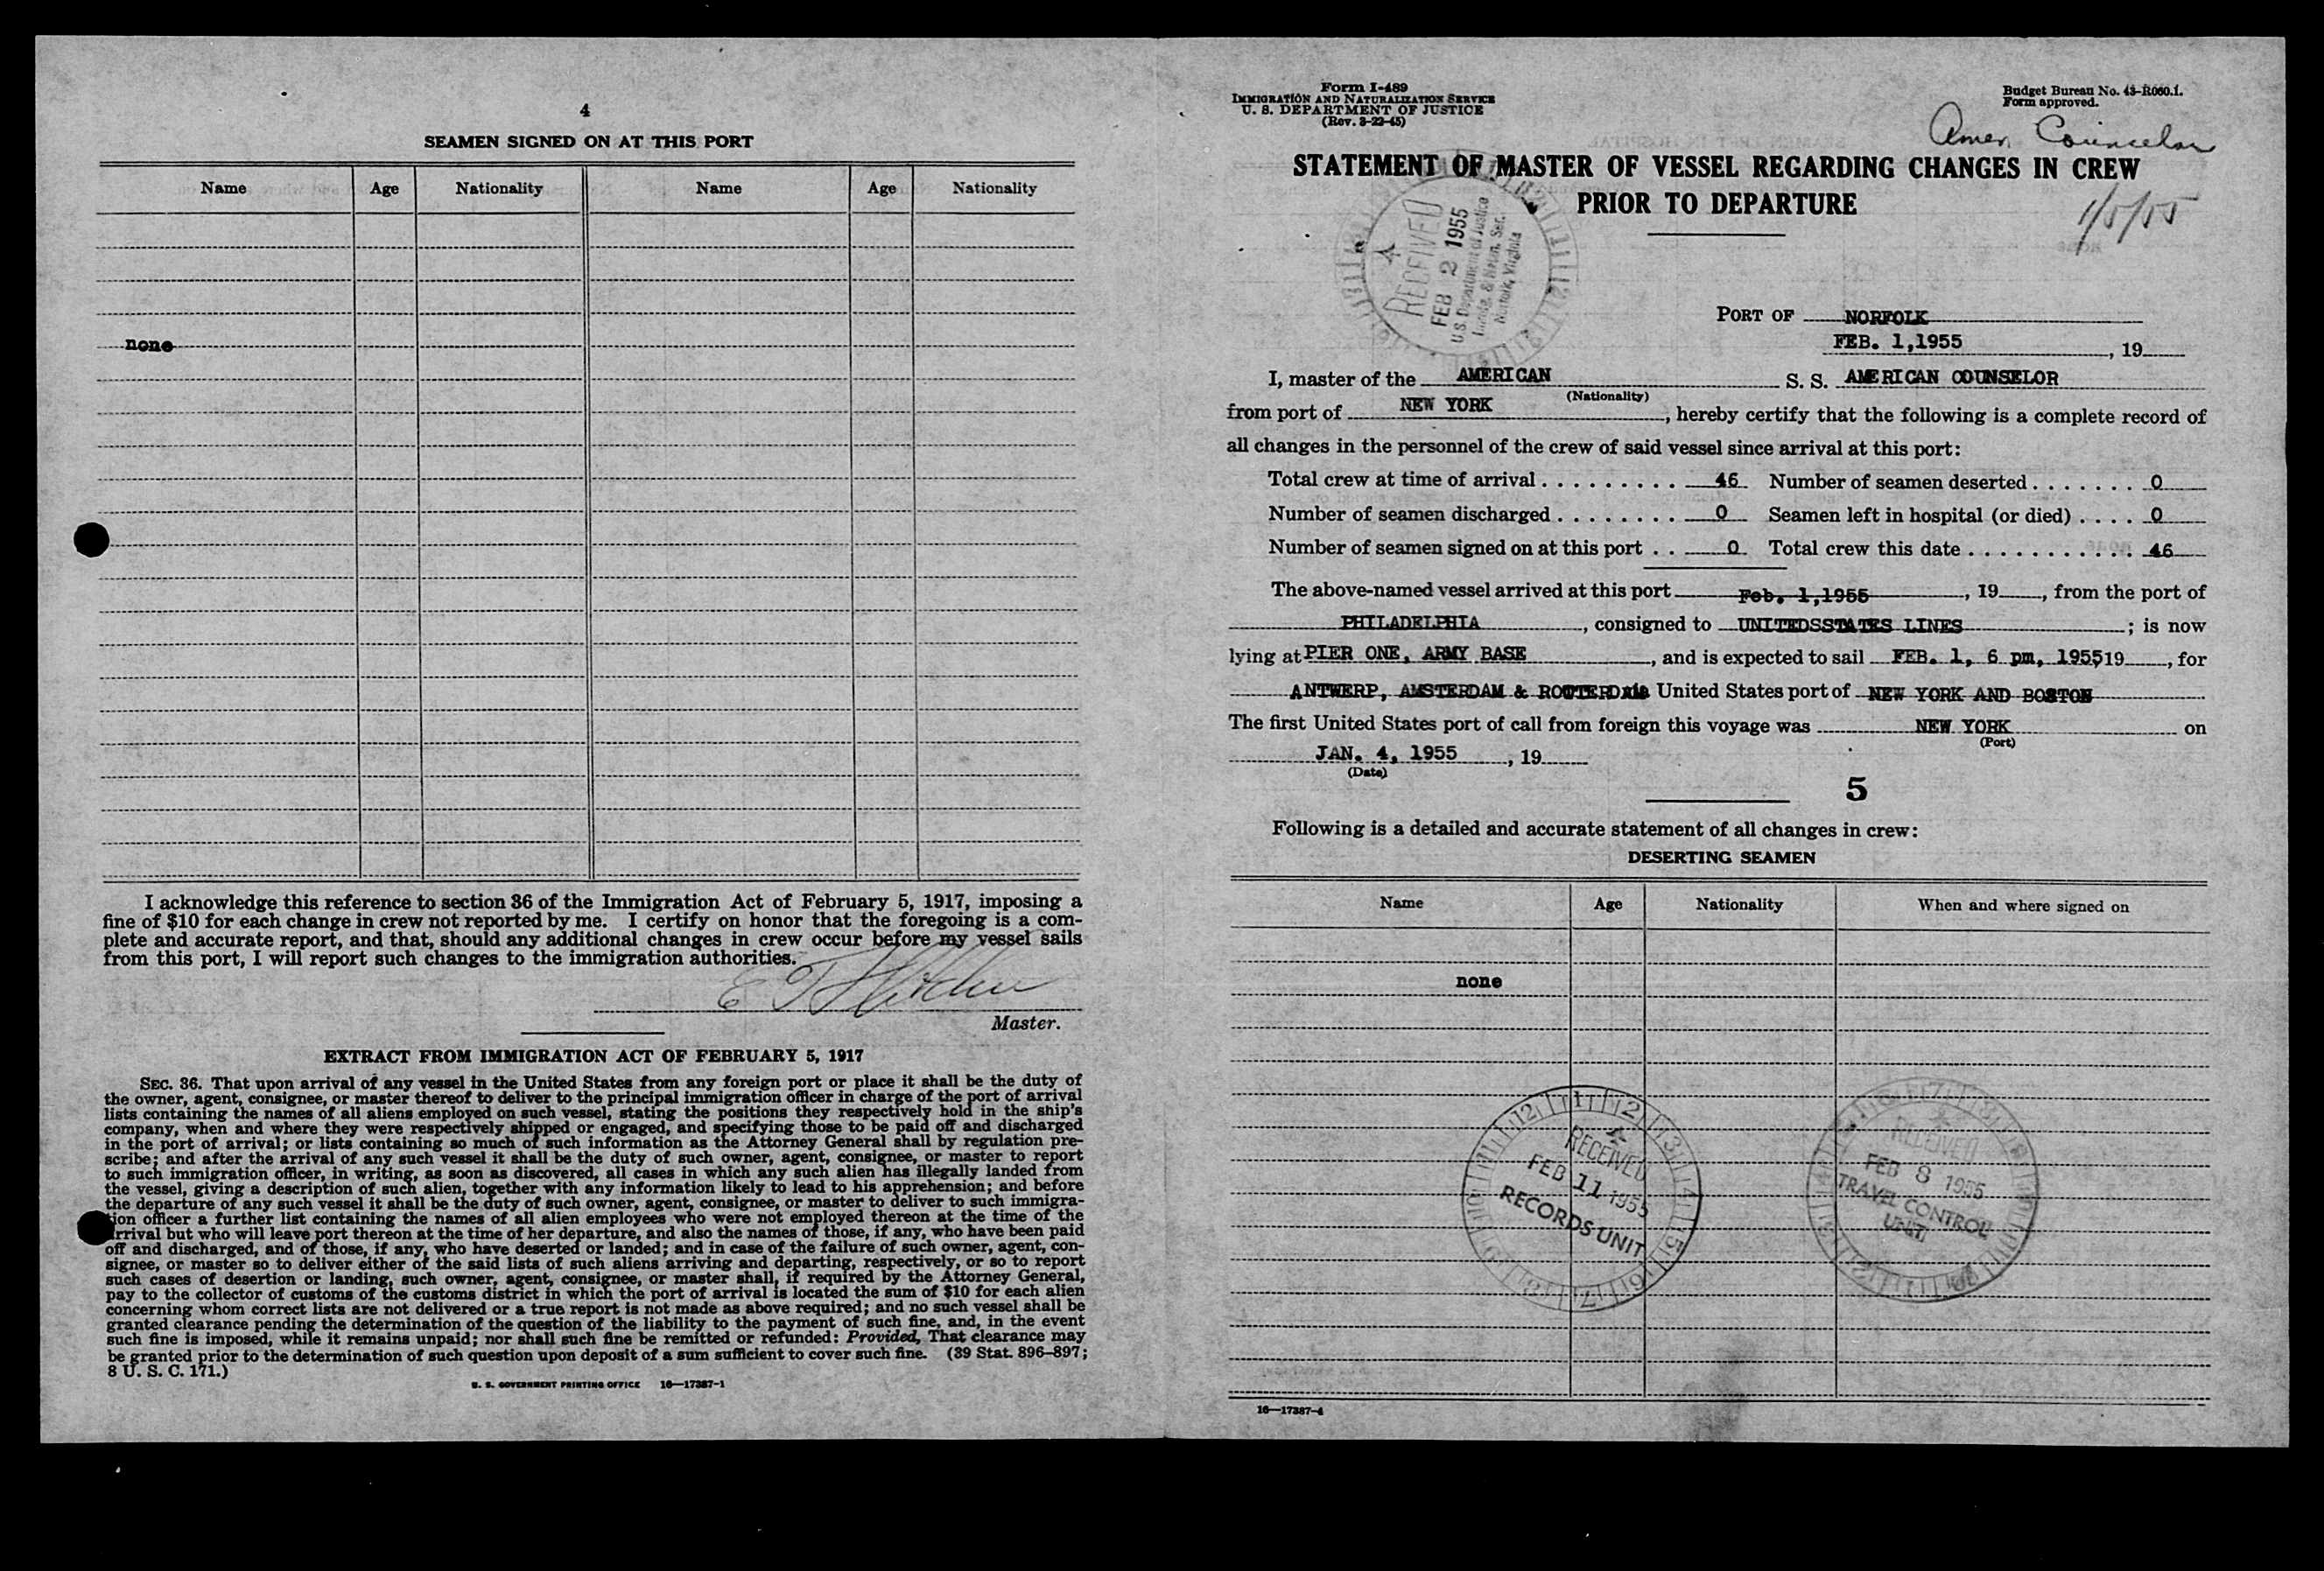 4
SEAMEN SIGNED ON AT THIS PORT
Name Age Nationality Name Age Nationality
none
I acknowledge this reference to section 36 of the Immigration Act of February 5, 1917, imposing a
fine of $10 for each change in crew not reported by me. I certify on honor that the foregoing is a com-
plete and accurate report, and that, should any additional changes in crew occur before my vessel sails
from this port, I will report such changes to the immigration authorities.
Master.
EXTRACT FROM IMMIGRATION ACT OF FEBRUARY 5, 1917
SEC. 36. That upon arrival of any vessel in the United States from any foreign port or place it shall be the duty of
the owner, agent, consignee, or master thereof to deliver to the principal immigration officer in charge of the port of arrival
lists containing the names of all aliens employed on such vessel, stating the positions they respectively hold in the ship's
company, when and where they were respectively shipped or engaged, and specifying those to be paid off and discharged
in the port of arrival; or lists containing so much of such information as the Attorney General shall by regulation pre-
scribe; and after the arrival of any such vessel it shall be the duty of such owner, agent, consignee, or master to report
to such immigration officer, in writing, as soon as discovered, all cases in which any such alien has illegally landed from
the vessel, giving a description of such alien, together with any information likely to lead to his apprehension; and before
the departure of any such vessel it shall be the duty of such owner, agent, consignee, or master to deliver to such immigra-
tion officer a further list containing the names of all alien employees who were not employed thereon at the time of the
arrival but who will leave port thereon at the time of her departure, and also the names of those, if any, who have been paid
off and discharged, and of those, if any, who have deserted or landed; and in case of the failure of such owner, agent, con-
signee, or master so to deliver either of the said lists of such aliens arriving and departing, respectively, or so to report
such cases of desertion or landing, such owner, agent, consignee, or master shall, if required by the Attorney General,
pay to the collector of customs of the customs district in which the port of arrival is located the sum of $10 for each alien
concerning whom correct lists are not delivered or a true report is not made as above required; and no such vessel shall be
granted clearance pending the determination of the question of the liability to the payment of such fine, and, in the event
such fine is imposed, while it remains unpaid; nor shall such fine be remitted or refunded: Provided, That clearance may
be granted prior to the determination of such question upon deposit of a sum sufficient to cover such fine. (39 Stat. 896–897;
8 U. S. C. 171.)
U. S. GOVERNMENT PRINTING OFFICE 16—17387-1
Form I-489
IMMIGRATION AND NATURALIZATION SERVICE
U. S. DEPARTMENT OF JUSTICE
(Rev. 3-22-45)
Budget Bureau No. 43-R060.1.
Form approved.
Amer. Councelor
STATEMENT OF MASTER OF VESSEL REGARDING CHANGES IN CREW
PRIOR TO DEPARTURE
1/5/55
RECEIVED
FEB 2 1955
U.S. Department of Justice
Immig. & Natn. Ser.
Norfolk, Virginia
PORT OF NORFOLK
FEB. 1,1955 , 19
I, master of the AMERICAN S. S. AMERICAN COUNSELOR
(Nationality)
from port of NEW YORK , hereby certify that the following is a complete record of
all changes in the personnel of the crew of said vessel since arrival at this port:
Total crew at time of arrival . . . . . . . . . 46 Number of seamen deserted . . . . . . . 0
Number of seamen discharged . . . . . . . . 0 Seamen left in hospital (or died) . . . . 0
Number of seamen signed on at this port . . 0 Total crew this date . . . . . . . . . . . 46
The above-named vessel arrived at this port Feb. 1,1955 , 19 , from the port of
PHILADELPHIA , consigned to UNITEDSSTATES LINES ; is now
lying at PIER ONE, ARMY BASE , and is expected to sail FEB. 1, 6 pm, 1955 19 , for
ANTWERP, AMSTERDAM & ROTTERDAM via United States port of NEW YORK AND BOSTON
The first United States port of call from foreign this voyage was NEW YORK on
(Port)
JAN. 4, 1955 , 19
(Date)
5
Following is a detailed and accurate statement of all changes in crew:
DESERTING SEAMEN
Name Age Nationality When and where signed on
none
RECEIVED
FEB 11 1955
RECORDS UNIT
RECEIVED
FEB 8 1955
TRAVEL CONTROL
UNIT
16—17387-4